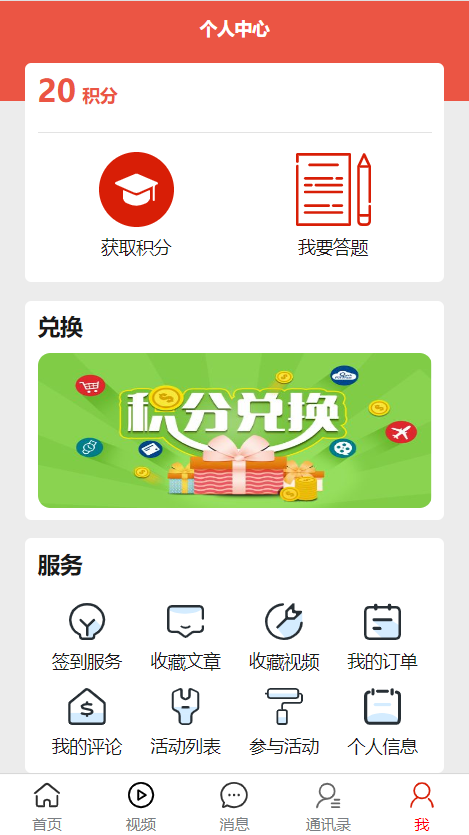 个人中心
20 积分
获取积分 我要答题
兑换
积分兑换
服务
签到服务 收藏文章 收藏视频 我的订单
我的评论 活动列表 参与活动 个人信息
首页 视频 消息 通讯录 我